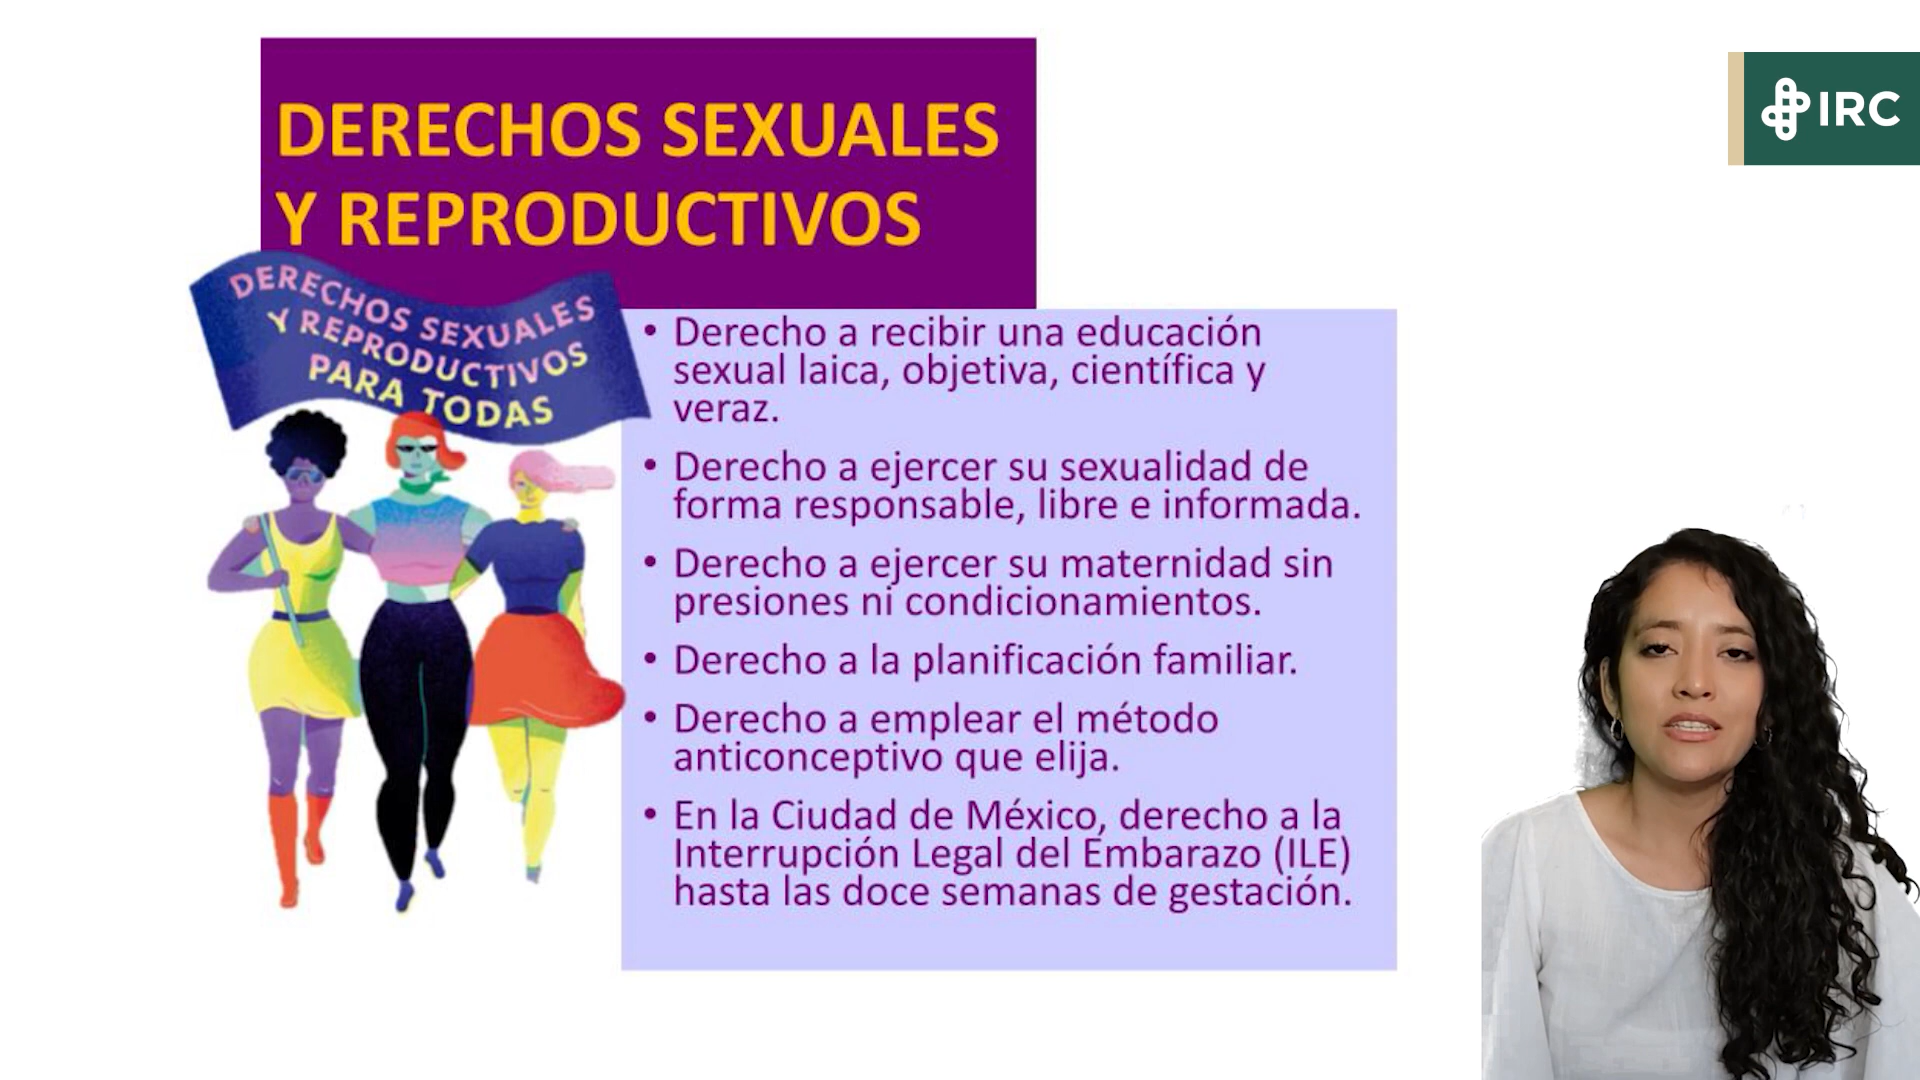 DERECHOS SEXUALES
Y REPRODUCTIVOS
IRC
DERECHOS SEXUALES
Y REPRODUCTIVOS
PARA TODAS
• Derecho a recibir una educación
sexual laica, objetiva, científica y
veraz.
• Derecho a ejercer su sexualidad de
forma responsable, libre e informada.
• Derecho a ejercer su maternidad sin
presiones ni condicionamientos.
• Derecho a la planificación familiar.
• Derecho a emplear el método
anticonceptivo que elija.
• En la Ciudad de México, derecho a la
Interrupción Legal del Embarazo (ILE)
hasta las doce semanas de gestación.